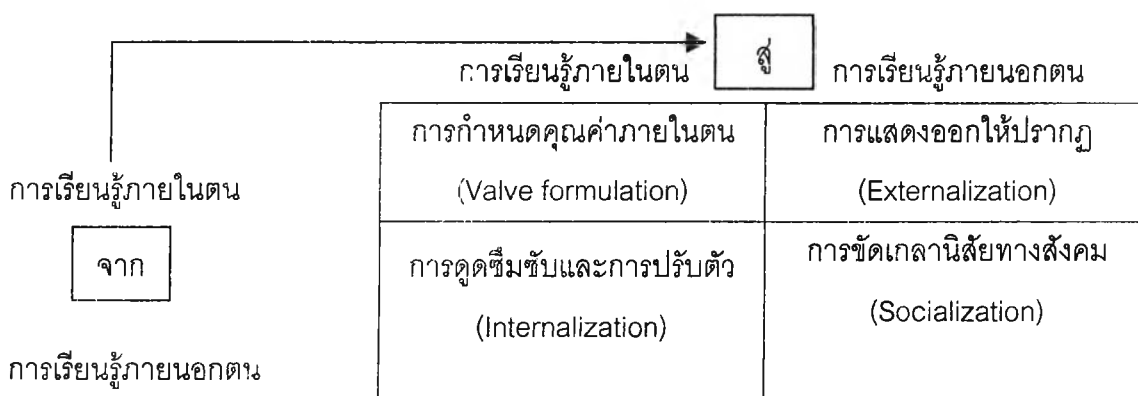 สู่
การเรียนรู้ภายในตน
การเรียนรู้ภายนอกตน
การกำหนดคุณค่าภายในตน
(Valve formulation)
การแสดงออกให้ปรากฏ
(Externalization)
การเรียนรู้ภายในตน
จาก
การดูดซึมซับและการปรับตัว
(Internalization)
การขัดเกลานิสัยทางสังคม
(Socialization)
การเรียนรู้ภายนอกตน